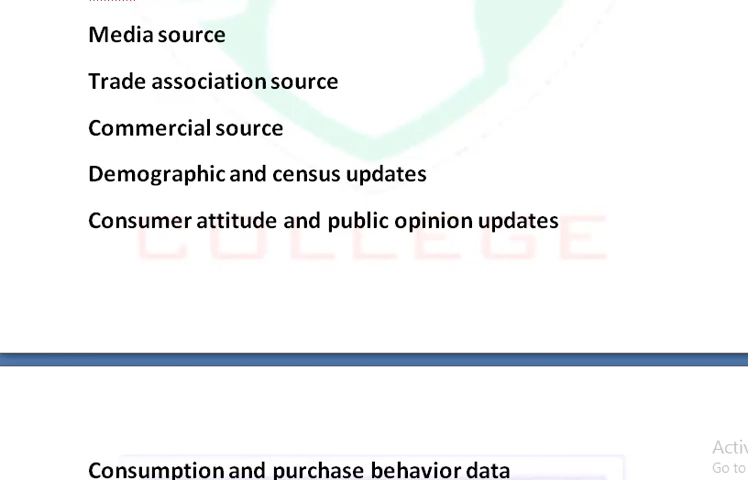 Media source
Trade association source
Commercial source
Demographic and census updates
Consumer attitude and public opinion updates
COLLEGE
Consumption and purchase behavior data
Go to